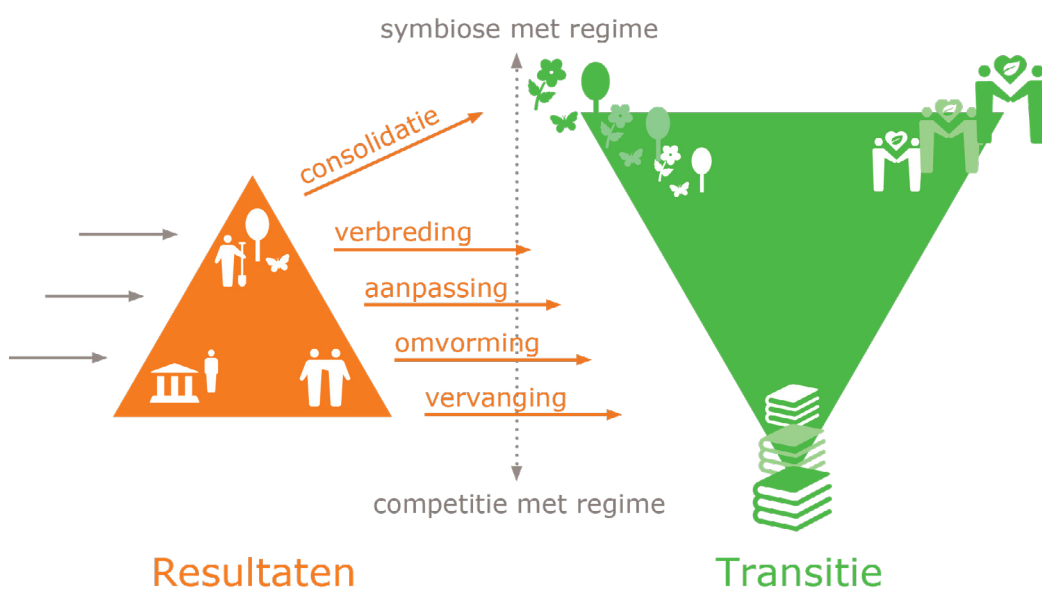 symbiose met regime
consolidatie
verbreding
aanpassing
omvorming
vervanging
competitie met regime
Resultaten
Transitie